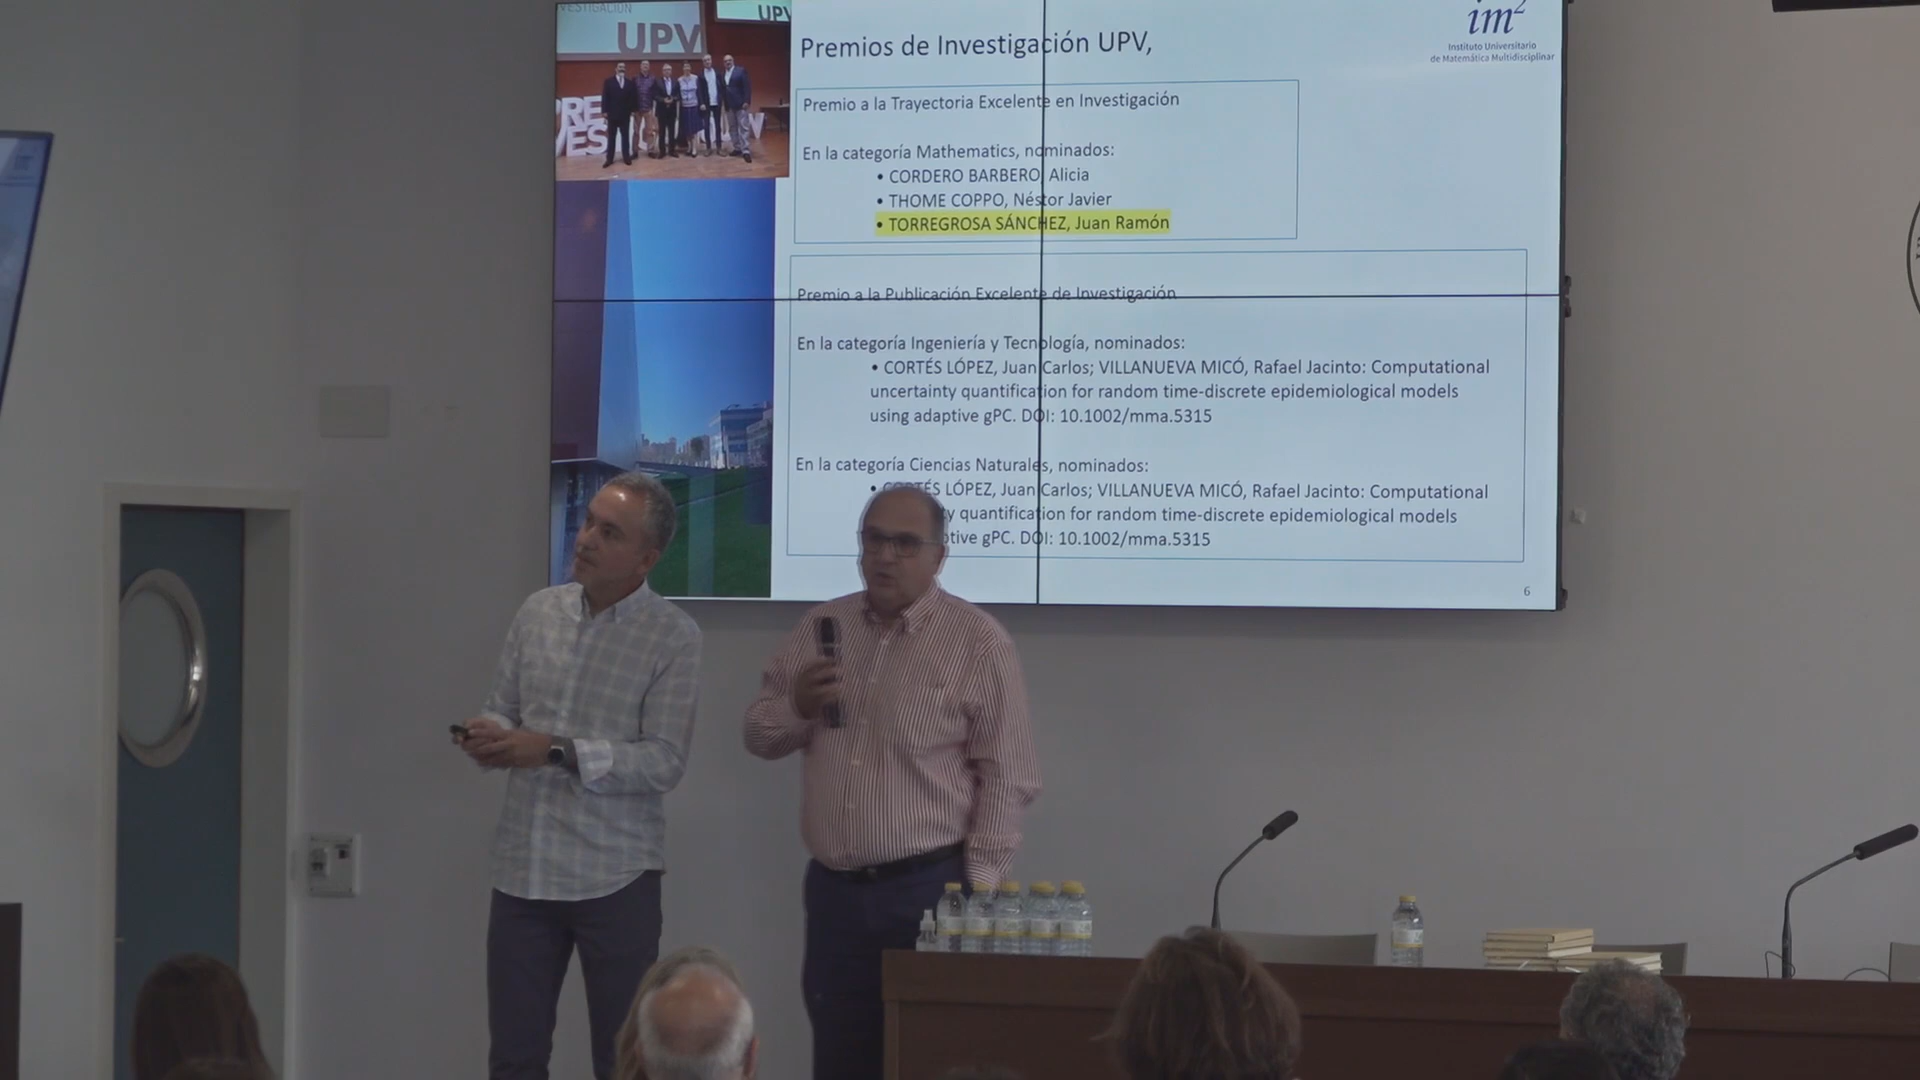 UPV
UPV
im²
Instituto Universitario
de Matemática Multidisciplinar
Premios de Investigación UPV,
Premio a la Trayectoria Excelente en Investigación
En la categoría Mathematics, nominados:
• CORDERO BARBERO, Alicia
• THOME COPPO, Néstor Javier
• TORREGROSA SÁNCHEZ, Juan Ramón
Premio a la Publicación Excelente de Investigación
En la categoría Ingeniería y Tecnología, nominados:
• CORTÉS LÓPEZ, Juan Carlos; VILLANUEVA MICÓ, Rafael Jacinto: Computational
uncertainty quantification for random time-discrete epidemiological models
using adaptive gPC. DOI: 10.1002/mma.5315
En la categoría Ciencias Naturales, nominados:
• CORTÉS LÓPEZ, Juan Carlos; VILLANUEVA MICÓ, Rafael Jacinto: Computational
quantification for random time-discrete epidemiological models
gPC. DOI: 10.1002/mma.5315
6